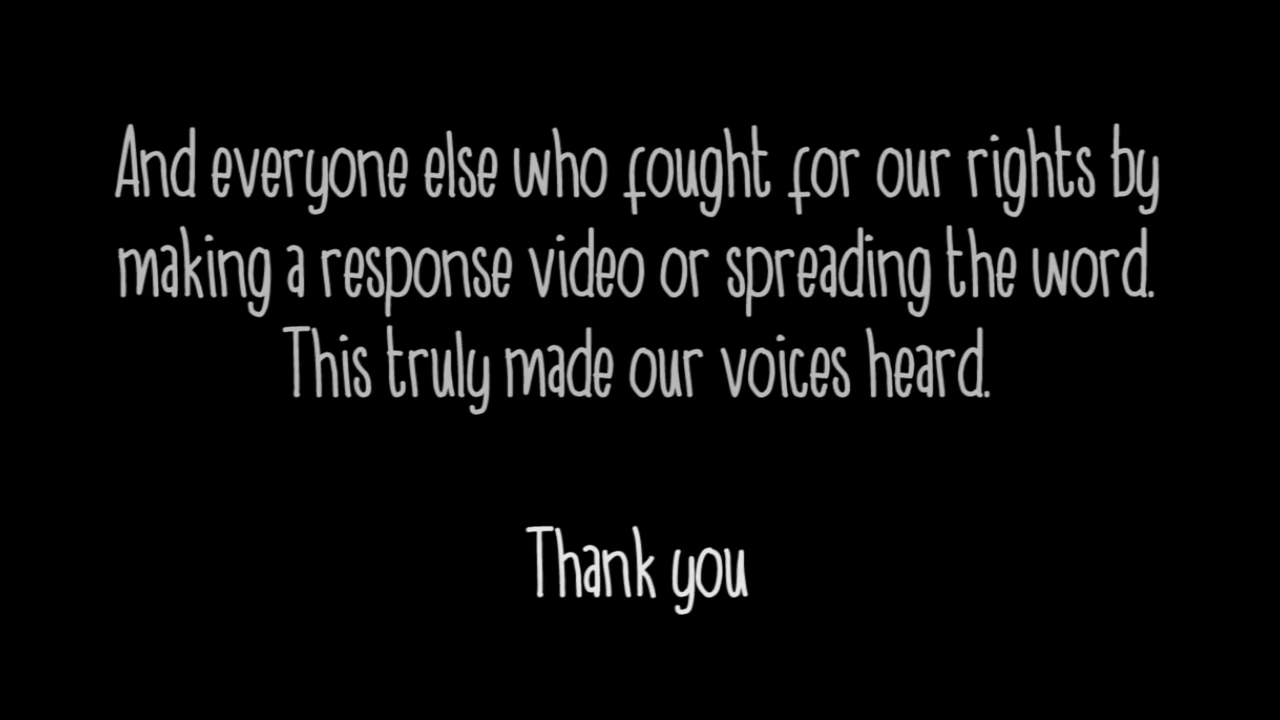 And everyone else who fought for our rights by
making a response video or spreading the word.
This truly made our voices heard.
Thank you